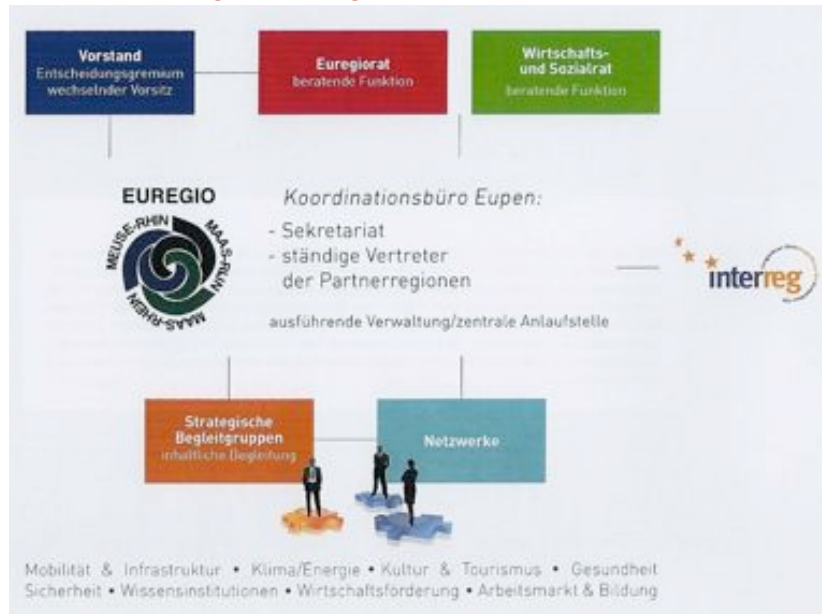 Vorstand
Entscheidungsgremium
wechselnder Vorsitz
Euregiorat
beratende Funktion
Wirtschafts-
und Sozialrat
beratende Funktion
EUREGIO
MEUSE-RHIN
MAAS-RIJN
MAAS-RHEIN
Koordinationsbüro Eupen:
- Sekretariat
- ständige Vertreter
der Partnerregionen
ausführende Verwaltung/zentrale Anlaufstelle
interreg
Strategische
Begleitgruppen
inhaltliche Begleitung
Netzwerke
Mobilität & Infrastruktur • Klima/Energie • Kultur & Tourismus • Gesundheit
Sicherheit • Wissensinstitutionen • Wirtschaftsförderung • Arbeitsmarkt & Bildung